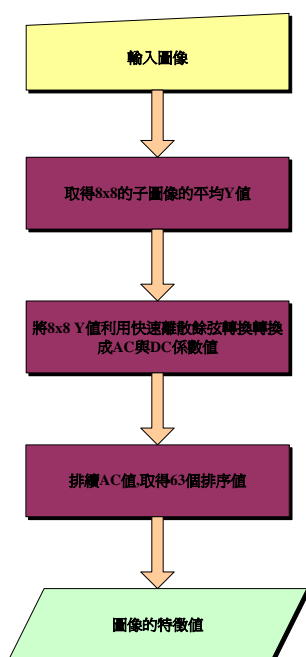 輸入圖像
取得8x8的子圖像的平均Y值
將8x8 Y值利用快速離散餘弦轉換轉換
成AC與DC係數值
排續AC值,取得63個排序值
圖像的特徵值